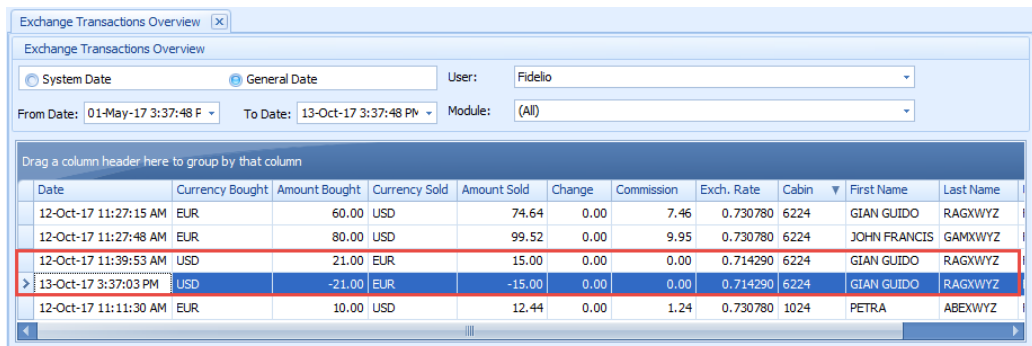 Exchange Transactions Overview
Exchange Transactions Overview
System Date General Date User: Fidelio
From Date: 01-May-17 3:37:48 P To Date: 13-Oct-17 3:37:48 PM Module: (All)
Drag a column header here to group by that column
Date Currency Bought Amount Bought Currency Sold Amount Sold Change Commission Exch. Rate Cabin First Name Last Name
12-Oct-17 11:27:15 AM EUR 60.00 USD 74.64 0.00 7.46 0.730780 6224 GIAN GUIDO RAGXWYZ
12-Oct-17 11:27:48 AM EUR 80.00 USD 99.52 0.00 9.95 0.730780 6224 JOHN FRANCIS GAMXWYZ
12-Oct-17 11:39:53 AM USD 21.00 EUR 15.00 0.00 0.00 0.714290 6224 GIAN GUIDO RAGXWYZ
13-Oct-17 3:37:03 PM USD -21.00 EUR -15.00 0.00 0.00 0.714290 6224 GIAN GUIDO RAGXWYZ
12-Oct-17 11:11:30 AM EUR 10.00 USD 12.44 0.00 1.24 0.730780 1024 PETRA ABEXWYZ